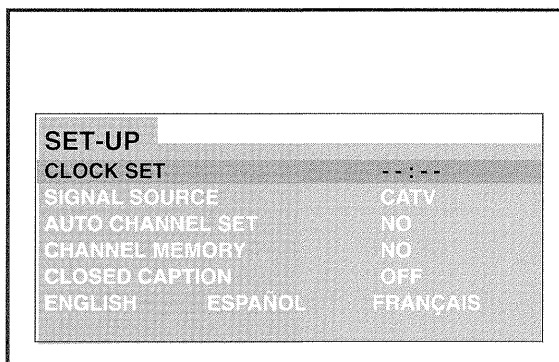 SET-UP
CLOCK SET --:--
SIGNAL SOURCE CATV
AUTO CHANNEL SET NO
CHANNEL MEMORY NO
CLOSED CAPTION OFF
ENGLISH ESPAÑOL FRANÇAIS